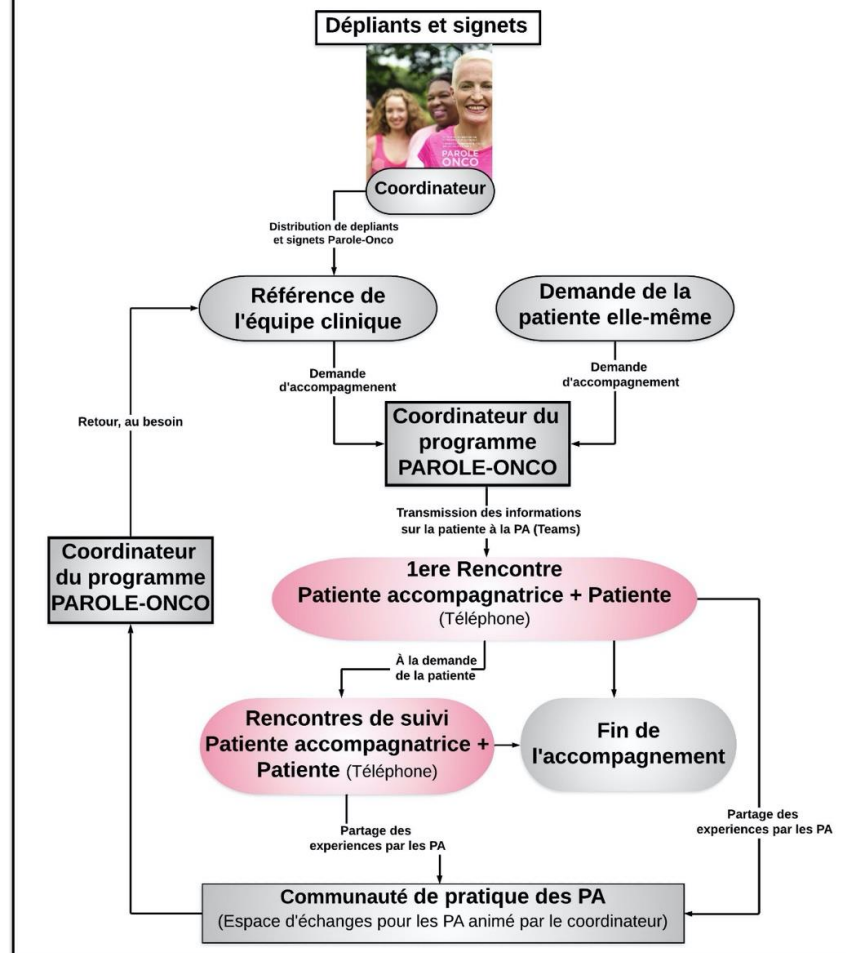 Dépliants et signets
PAROLE
ONCO
Coordinateur
Distribution de depliants
et signets Parole-Onco
Référence de
l'équipe clinique
Demande de la
patiente elle-même
Demande
d'accompagmenent
Demande
d'accompagnement
Coordinateur du
programme
PAROLE-ONCO
Retour, au besoin
Transmission des informations
sur la patiente à la PA (Teams)
Coordinateur
du programme
PAROLE-ONCO
1ere Rencontre
Patiente accompagnatrice + Patiente
(Téléphone)
À la demande
de la patiente
Rencontres de suivi
Patiente accompagnatrice +
Patiente (Téléphone)
Fin de
l'accompagnement
Partage des
experiences par les PA
Partage des
experiences par les PA
Communauté de pratique des PA
(Espace d'échanges pour les PA animé par le coordinateur)